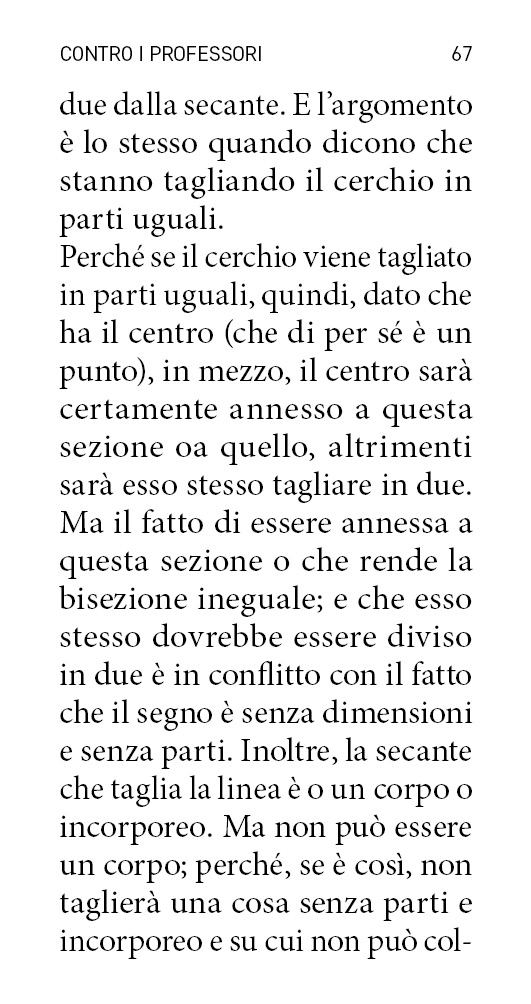 CONTRO I PROFESSORI 67
due dalla secante. E l’argomento
è lo stesso quando dicono che
stanno tagliando il cerchio in
parti uguali.
Perché se il cerchio viene tagliato
in parti uguali, quindi, dato che
ha il centro (che di per sé è un
punto), in mezzo, il centro sarà
certamente annesso a questa
sezione oa quello, altrimenti
sarà esso stesso tagliare in due.
Ma il fatto di essere annessa a
questa sezione o che rende la
bisezione ineguale; e che esso
stesso dovrebbe essere diviso
in due è in conflitto con il fatto
che il segno è senza dimensioni
e senza parti. Inoltre, la secante
che taglia la linea è o un corpo o
incorporeo. Ma non può essere
un corpo; perché, se è così, non
taglierà una cosa senza parti e
incorporeo e su cui non può col-